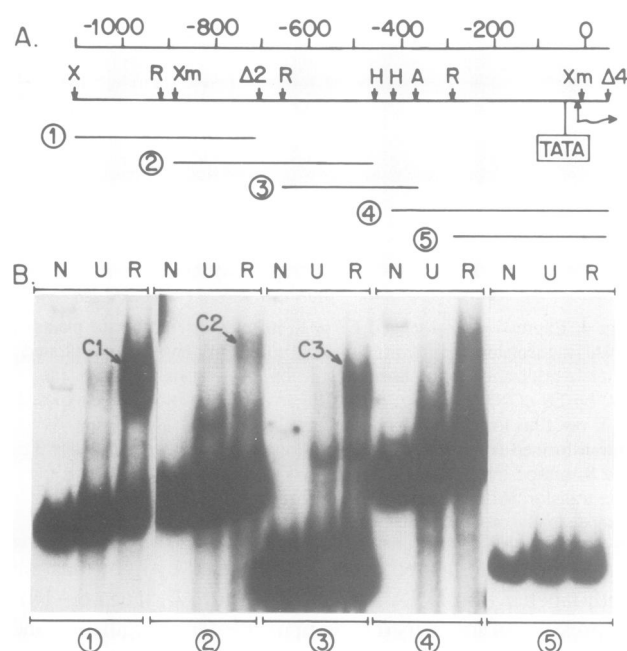 A.
-1000 -800 -600 -400 -200 0
X R Xm Δ2 R H H A R Xm Δ4
TATA
①
②
③
④
⑤
B.
N U R N U R N U R N U R N U R
C1 C2 C3
① ② ③ ④ ⑤